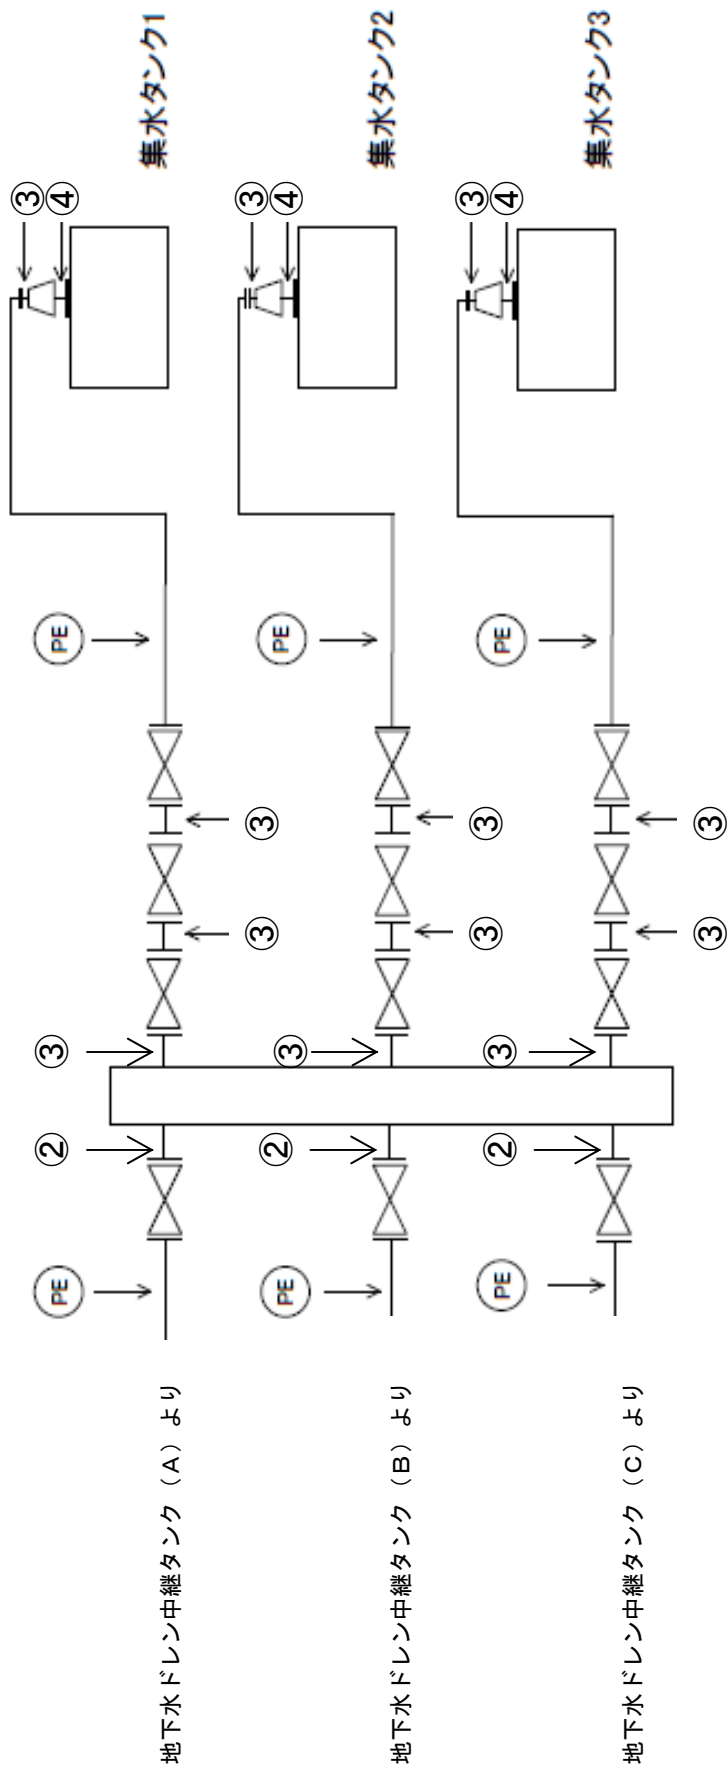 地下水ドレン中継タンク（A）より
PE
②
③
③
③
PE
③
④
集水タンク1
地下水ドレン中継タンク（B）より
PE
②
③
③
③
PE
③
④
集水タンク2
地下水ドレン中継タンク（C）より
PE
②
③
③
③
PE
③
④
集水タンク3